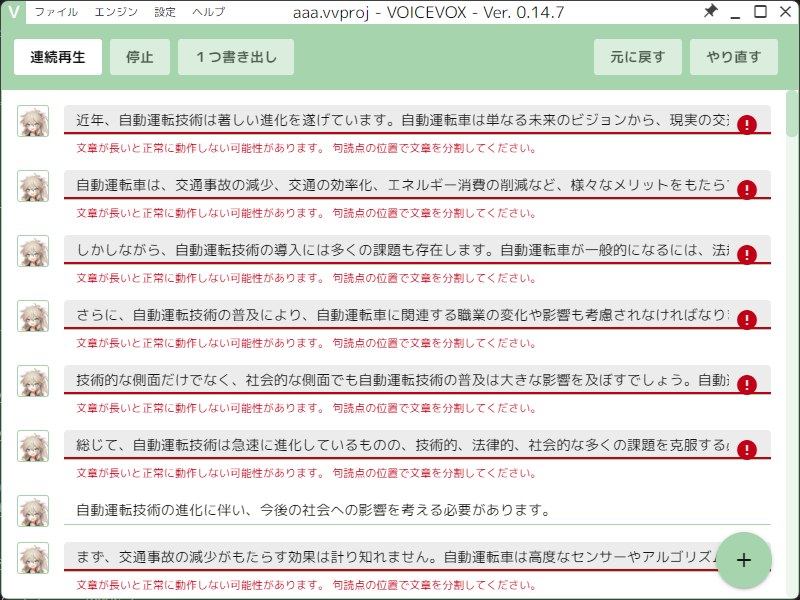 V ファイル エンジン 設定 ヘルプ aaa.vvproj - VOICEVOX - Ver. 0.14.7
連続再生 停止 1つ書き出し 元に戻す やり直す
近年、自動運転技術は著しい進化を遂げています。自動運転車は単なる未来のビジョンから、現実の交
文章が長いと正常に動作しない可能性があります。 句読点の位置で文章を分割してください。
自動運転車は、交通事故の減少、交通の効率化、エネルギー消費の削減など、様々なメリットをもたら
文章が長いと正常に動作しない可能性があります。 句読点の位置で文章を分割してください。
しかしながら、自動運転技術の導入には多くの課題も存在します。自動運転車が一般的になるには、法
文章が長いと正常に動作しない可能性があります。 句読点の位置で文章を分割してください。
さらに、自動運転技術の普及により、自動運転車に関連する職業の変化や影響も考慮されなければなり
文章が長いと正常に動作しない可能性があります。 句読点の位置で文章を分割してください。
技術的な側面だけでなく、社会的な側面でも自動運転技術の普及は大きな影響を及ぼすでしょう。自動
文章が長いと正常に動作しない可能性があります。 句読点の位置で文章を分割してください。
総じて、自動運転技術は急速に進化しているものの、技術的、法律的、社会的な多くの課題を克服する
文章が長いと正常に動作しない可能性があります。 句読点の位置で文章を分割してください。
自動運転技術の進化に伴い、今後の社会への影響を考える必要があります。
まず、交通事故の減少がもたらす効果は計り知れません。自動運転車は高度なセンサーやアルゴリズム
文章が長いと正常に動作しない可能性があります。 句読点の位置で文章を分割してください。